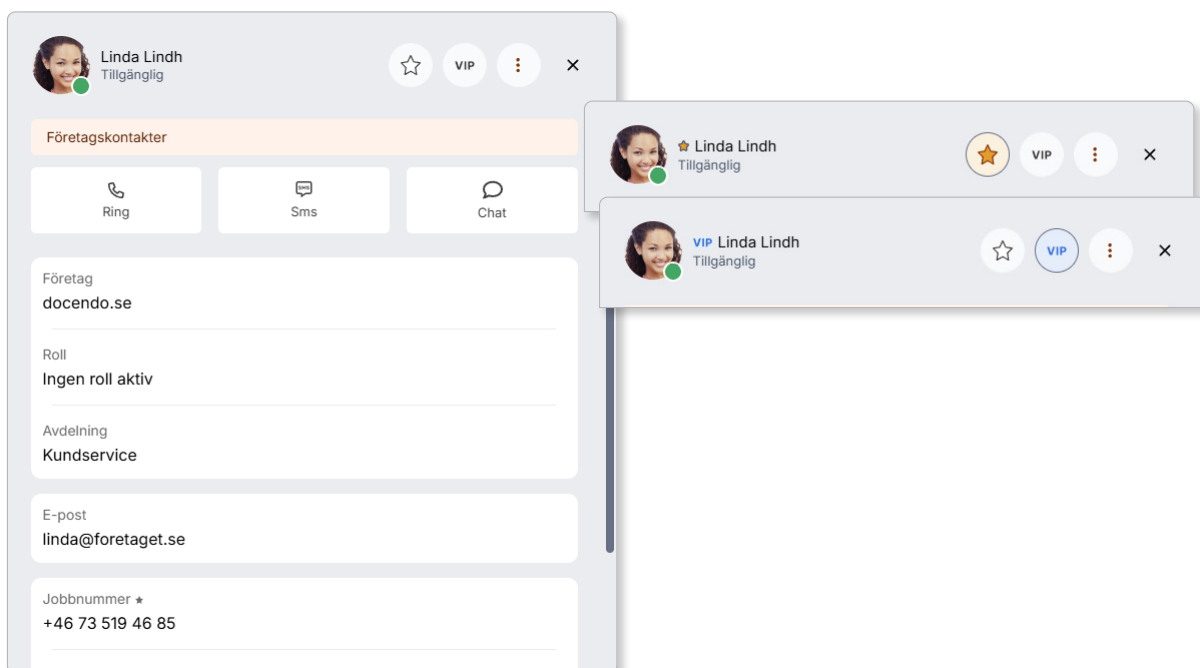 Linda Lindh
Tillgänglig
VIP
Företagskontakter
Ring
SMS
Sms
Chat
Företag
docendo.se
Roll
Ingen roll aktiv
Avdelning
Kundservice
E-post
linda@foretaget.se
Jobbnummer ★
+46 73 519 46 85
Linda Lindh
Tillgänglig
VIP
VIP Linda Lindh
Tillgänglig
VIP